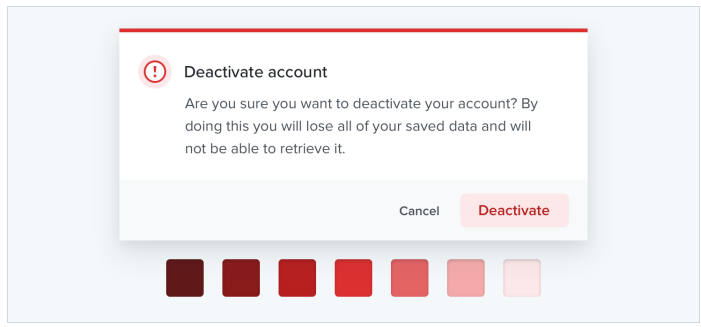 Deactivate account
Are you sure you want to deactivate your account? By
doing this you will lose all of your saved data and will
not be able to retrieve it.
Cancel
Deactivate